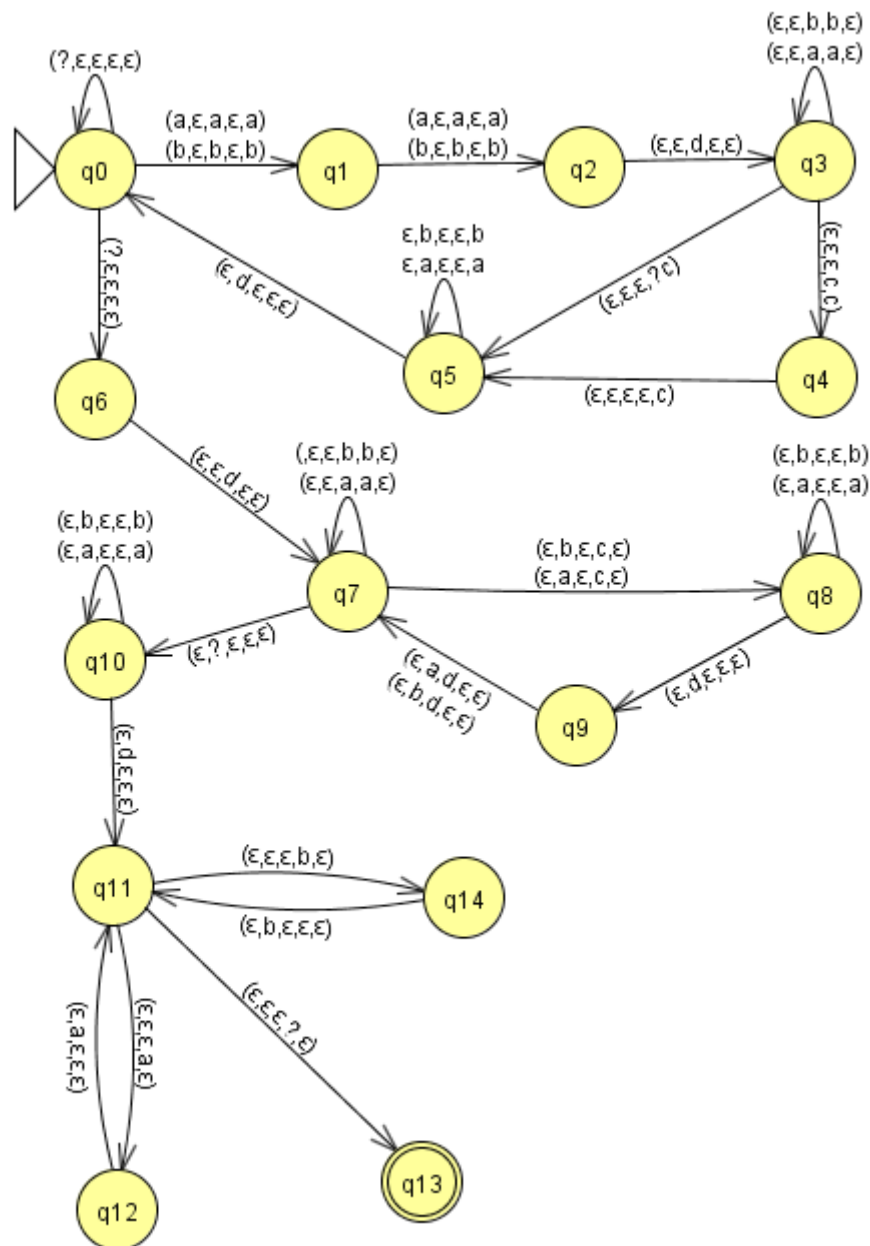 (ε,ε,b,b,ε)
(?,ε,ε,ε,ε)
(ε,ε,a,a,ε)
(a,ε,a,ε,a)
(b,ε,b,ε,b)
(a,ε,a,ε,a)
(b,ε,b,ε,b)
(ε,ε,d,ε,ε)
q0
q1
q2
q3
ε,b,ε,ε,b
ε,a,ε,ε,a
(?,ε,ε,ε,ε)
(ε,d,ε,ε,ε)
(ε,ε,ε,?c)
(ε,ε,ε,c,c)
q6
q5
q4
(ε,ε,ε,ε,c)
(ε,ε,d,ε,ε)
(,ε,ε,b,b,ε)
(ε,ε,a,a,ε)
(ε,b,ε,ε,b)
(ε,a,ε,ε,a)
(ε,b,ε,ε,b)
(ε,a,ε,ε,a)
(ε,b,ε,c,ε)
(ε,a,ε,c,ε)
q7
q8
q10
(ε,?,ε,ε,ε)
(ε,a,d,ε,ε)
(ε,b,d,ε,ε)
(ε,d,ε,ε,ε)
q9
(ε,d,ε,ε,ε)
(ε,ε,ε,b,ε)
q11
q14
(ε,b,ε,ε,ε)
(ε,a,ε,ε,ε)
(ε,ε,ε,a,ε)
(ε,ε,ε,?,ε)
q12
q13